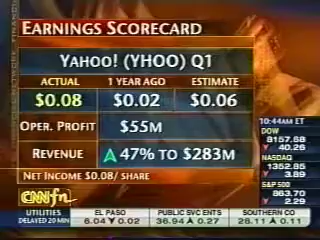 EARNINGS SCORECARD
YAHOO! (YHOO) Q1
ACTUAL 1 YEAR AGO ESTIMATE
$0.08 $0.02 $0.06
OPER. PROFIT $55M
REVENUE 47% TO $283M
NET INCOME $0.08/ SHARE
10:44AM ET
DOW
8157.68
40.26
NASDAQ
1352.85
3.89
S&P 500
863.70
2.29
CNNfn
UTILITIES EL PASO PUBLIC SVC ENTS SOUTHERN CO
DELAYED 20 MIN 6.04 0.02 36.94 0.27 28.11 0.11